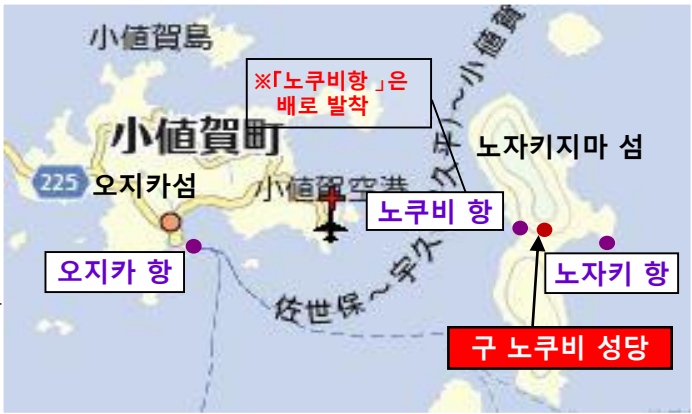 小値賀島
※「노쿠비항 」은
배로 발착
小値賀町
노자키지마 섬
225
오지카섬
小値賀空港
노쿠비 항
오지카 항
노자키 항
佐世保～宇久平)～小値賀
구 노쿠비 성당